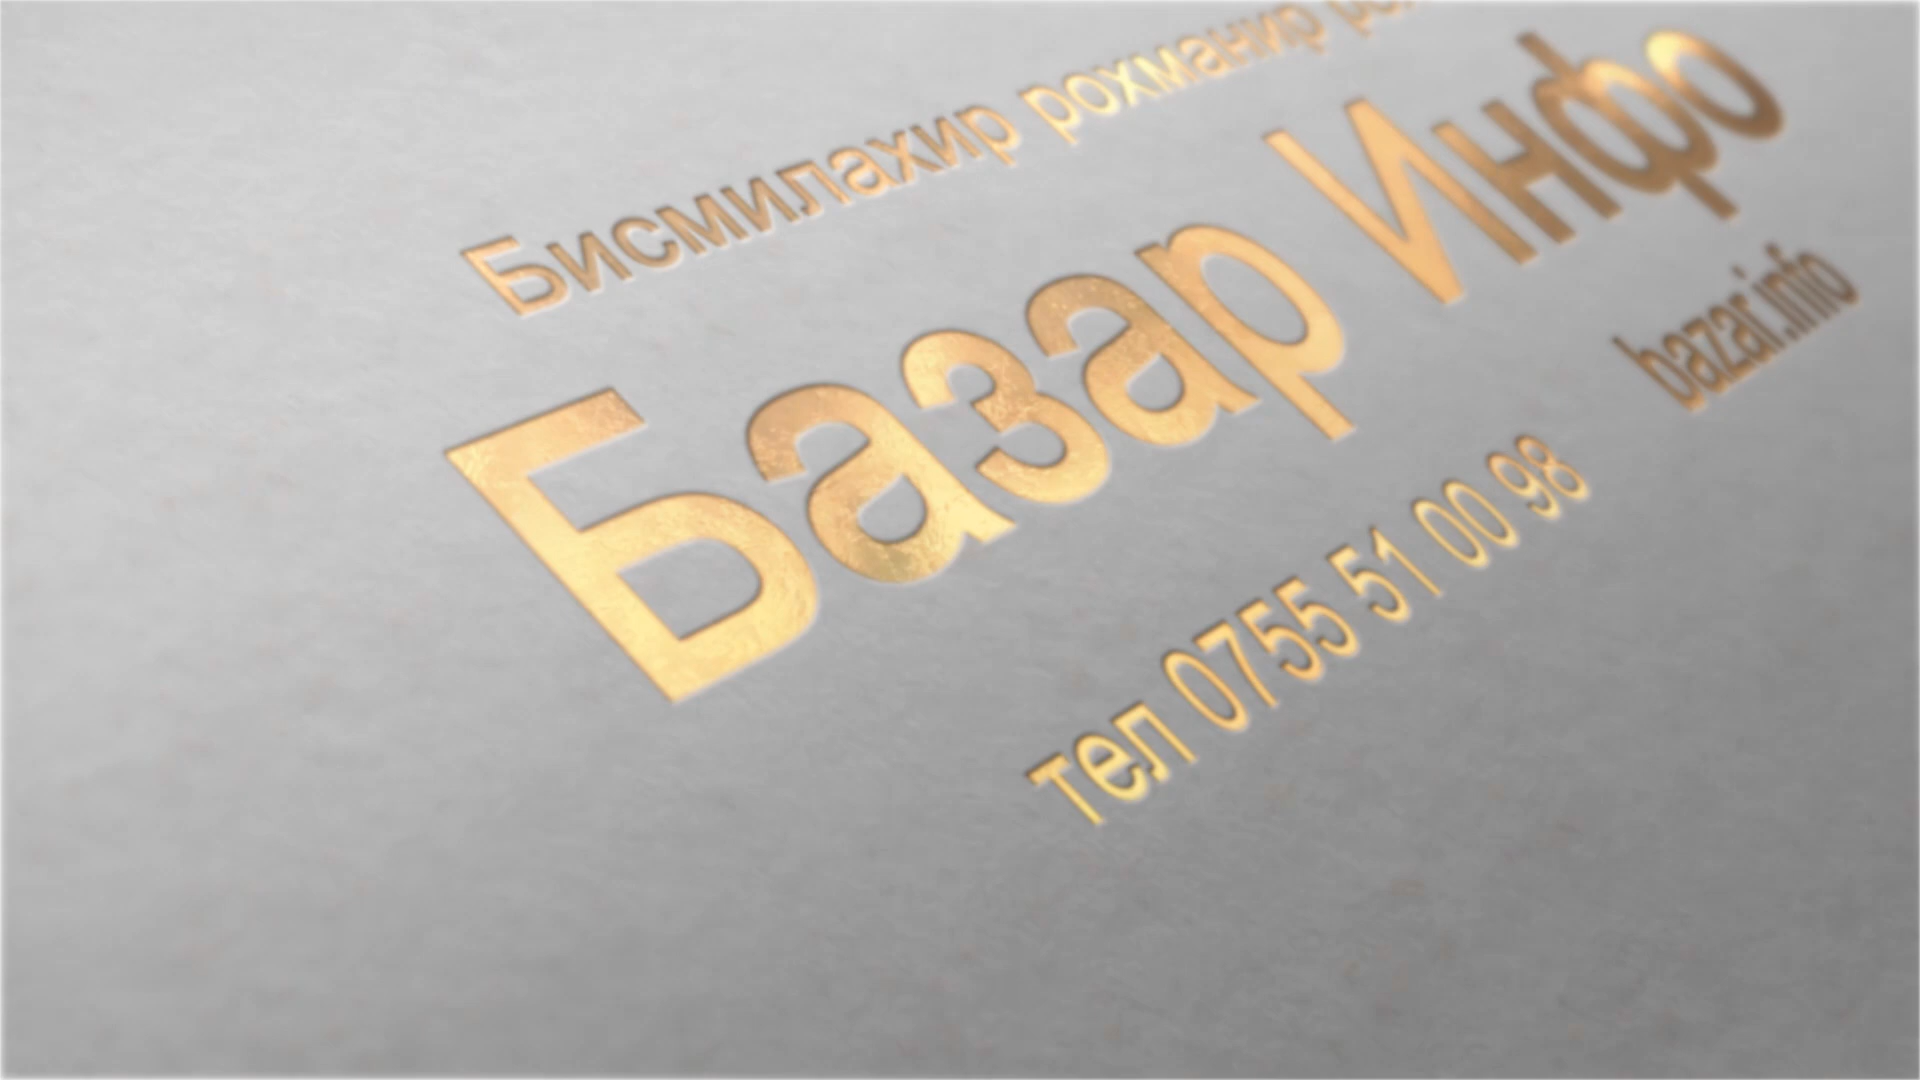 Бисмилахир рохманир
Базар Инфо
bazar.info
тел 0755 51 00 98